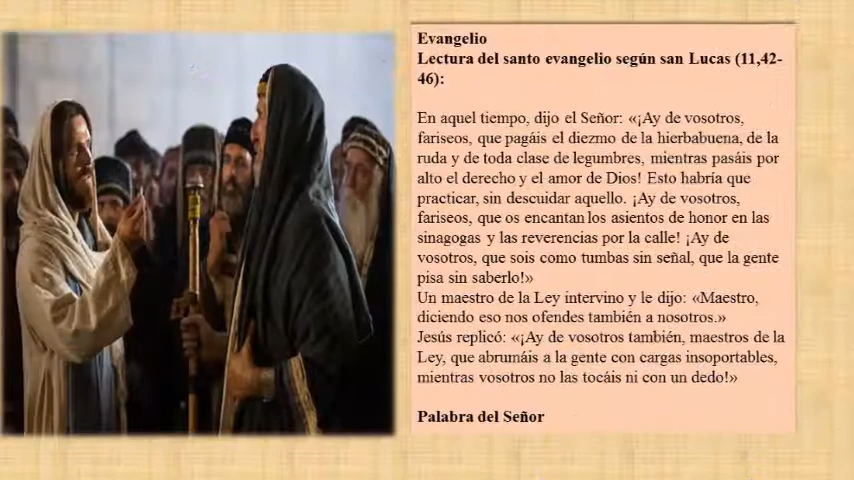 Evangelio
Lectura del santo evangelio según san Lucas (11,42-
46):
En aquel tiempo, dijo el Señor: «¡Ay de vosotros,
fariseos, que pagáis el diezmo de la hierbabuena, de la
ruda y de toda clase de legumbres, mientras pasáis por
alto el derecho y el amor de Dios! Esto habría que
practicar, sin descuidar aquello. ¡Ay de vosotros,
fariseos, que os encantan los asientos de honor en las
sinagogas y las reverencias por la calle! ¡Ay de
vosotros, que sois como tumbas sin señal, que la gente
pisa sin saberlo!»
Un maestro de la Ley intervino y le dijo: «Maestro,
diciendo eso nos ofendes también a nosotros.»
Jesús replicó: «¡Ay de vosotros también, maestros de la
Ley, que abrumáis a la gente con cargas insoportables,
mientras vosotros no las tocáis ni con un dedo!»
Palabra del Señor